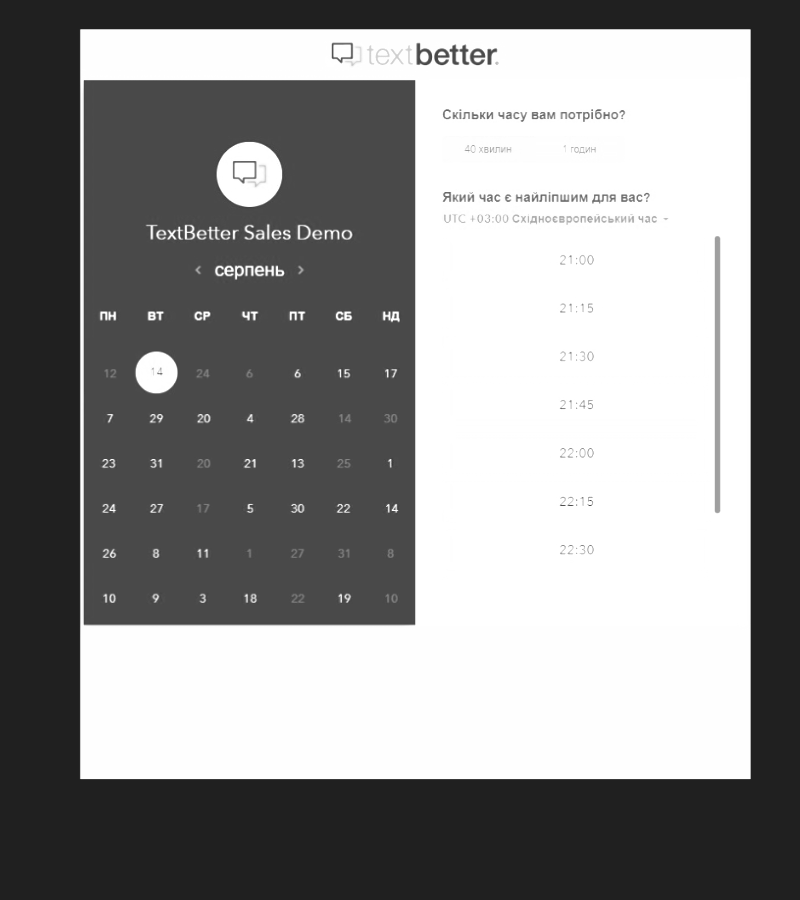 textbetter.
TextBetter Sales Demo
‹ серпень ›
ПН ВТ СР ЧТ ПТ СБ НД
12 14 24 6 6 15 17
7 29 20 4 28 14 30
23 31 20 21 13 25 1
24 27 17 5 30 22 14
26 8 11 1 27 31 8
10 9 3 18 22 19 10
Скільки часу вам потрібно?
40 хвилин 1 годин
Який час є найліпшим для вас?
UTC +03:00 Східноєвропейський час
21:00
21:15
21:30
21:45
22:00
22:15
22:30